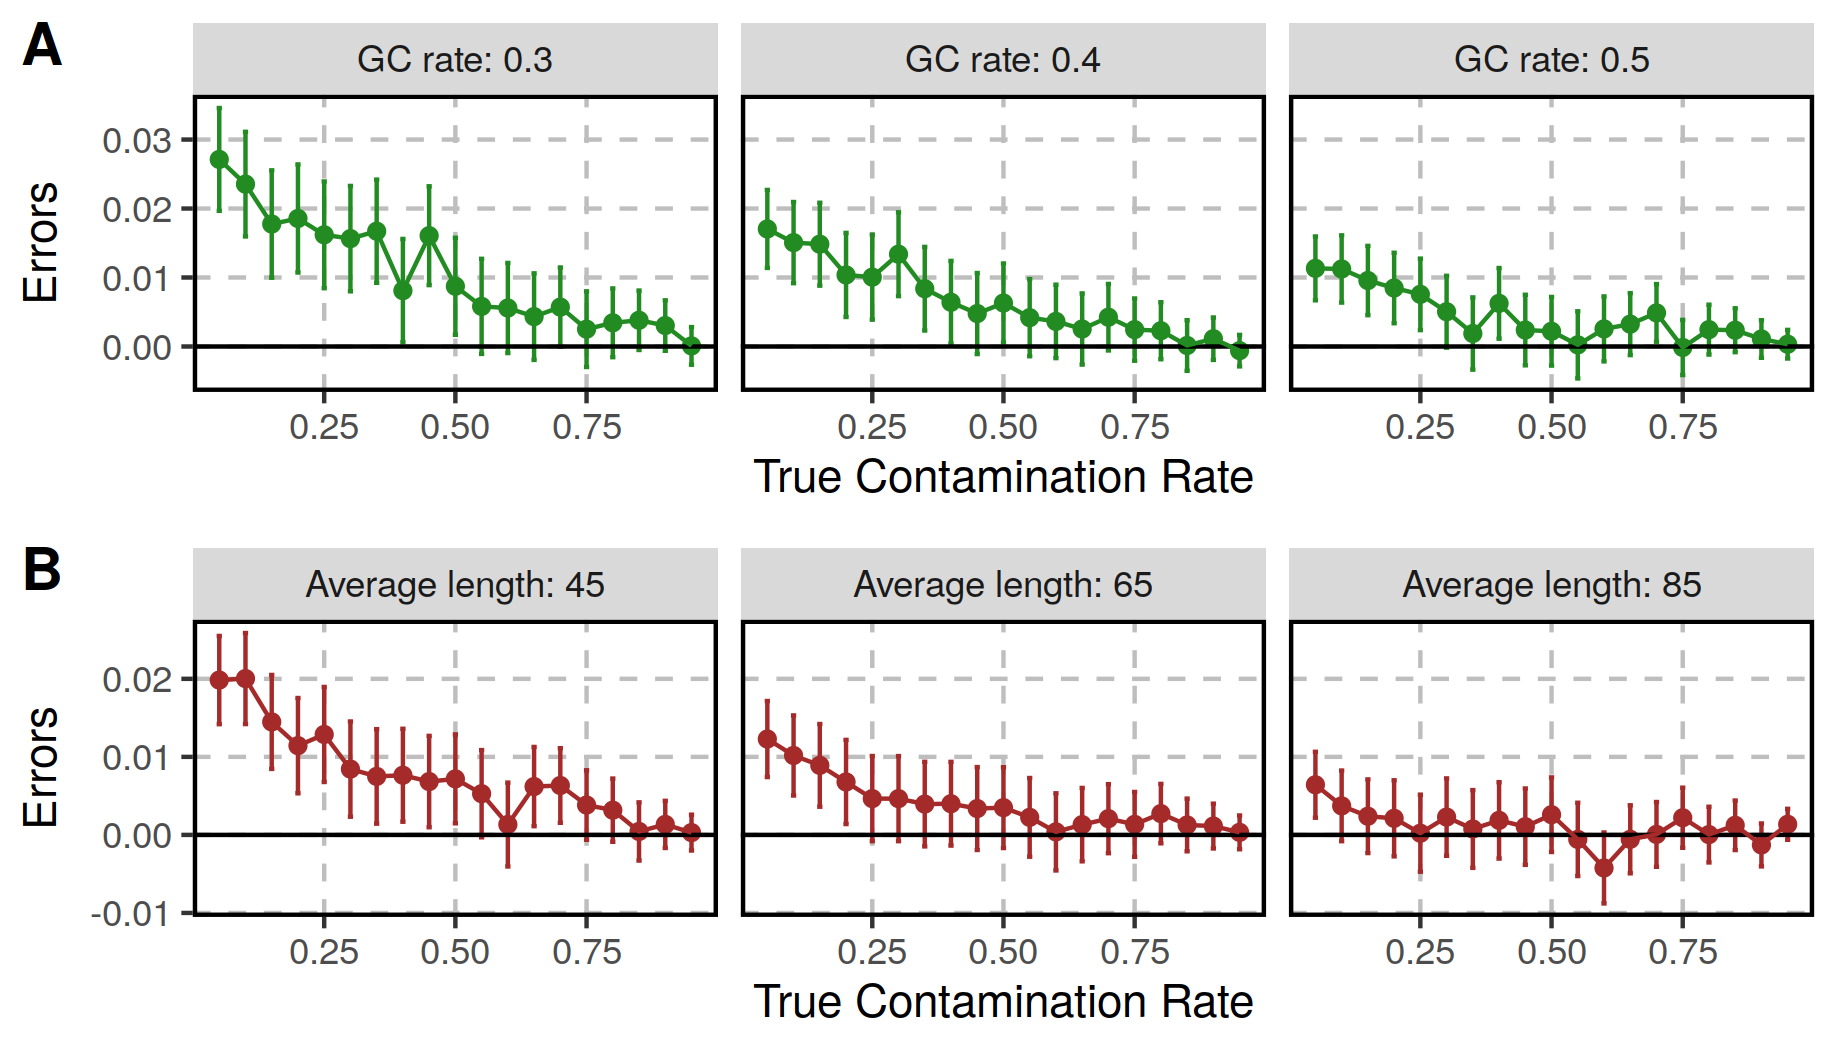 A
GC rate: 0.3 GC rate: 0.4 GC rate: 0.5
Errors
0.03
0.02
0.01
0.00
0.25 0.50 0.75 0.25 0.50 0.75 0.25 0.50 0.75
True Contamination Rate
B
Average length: 45 Average length: 65 Average length: 85
Errors
0.02
0.01
0.00
-0.01
0.25 0.50 0.75 0.25 0.50 0.75 0.25 0.50 0.75
True Contamination Rate